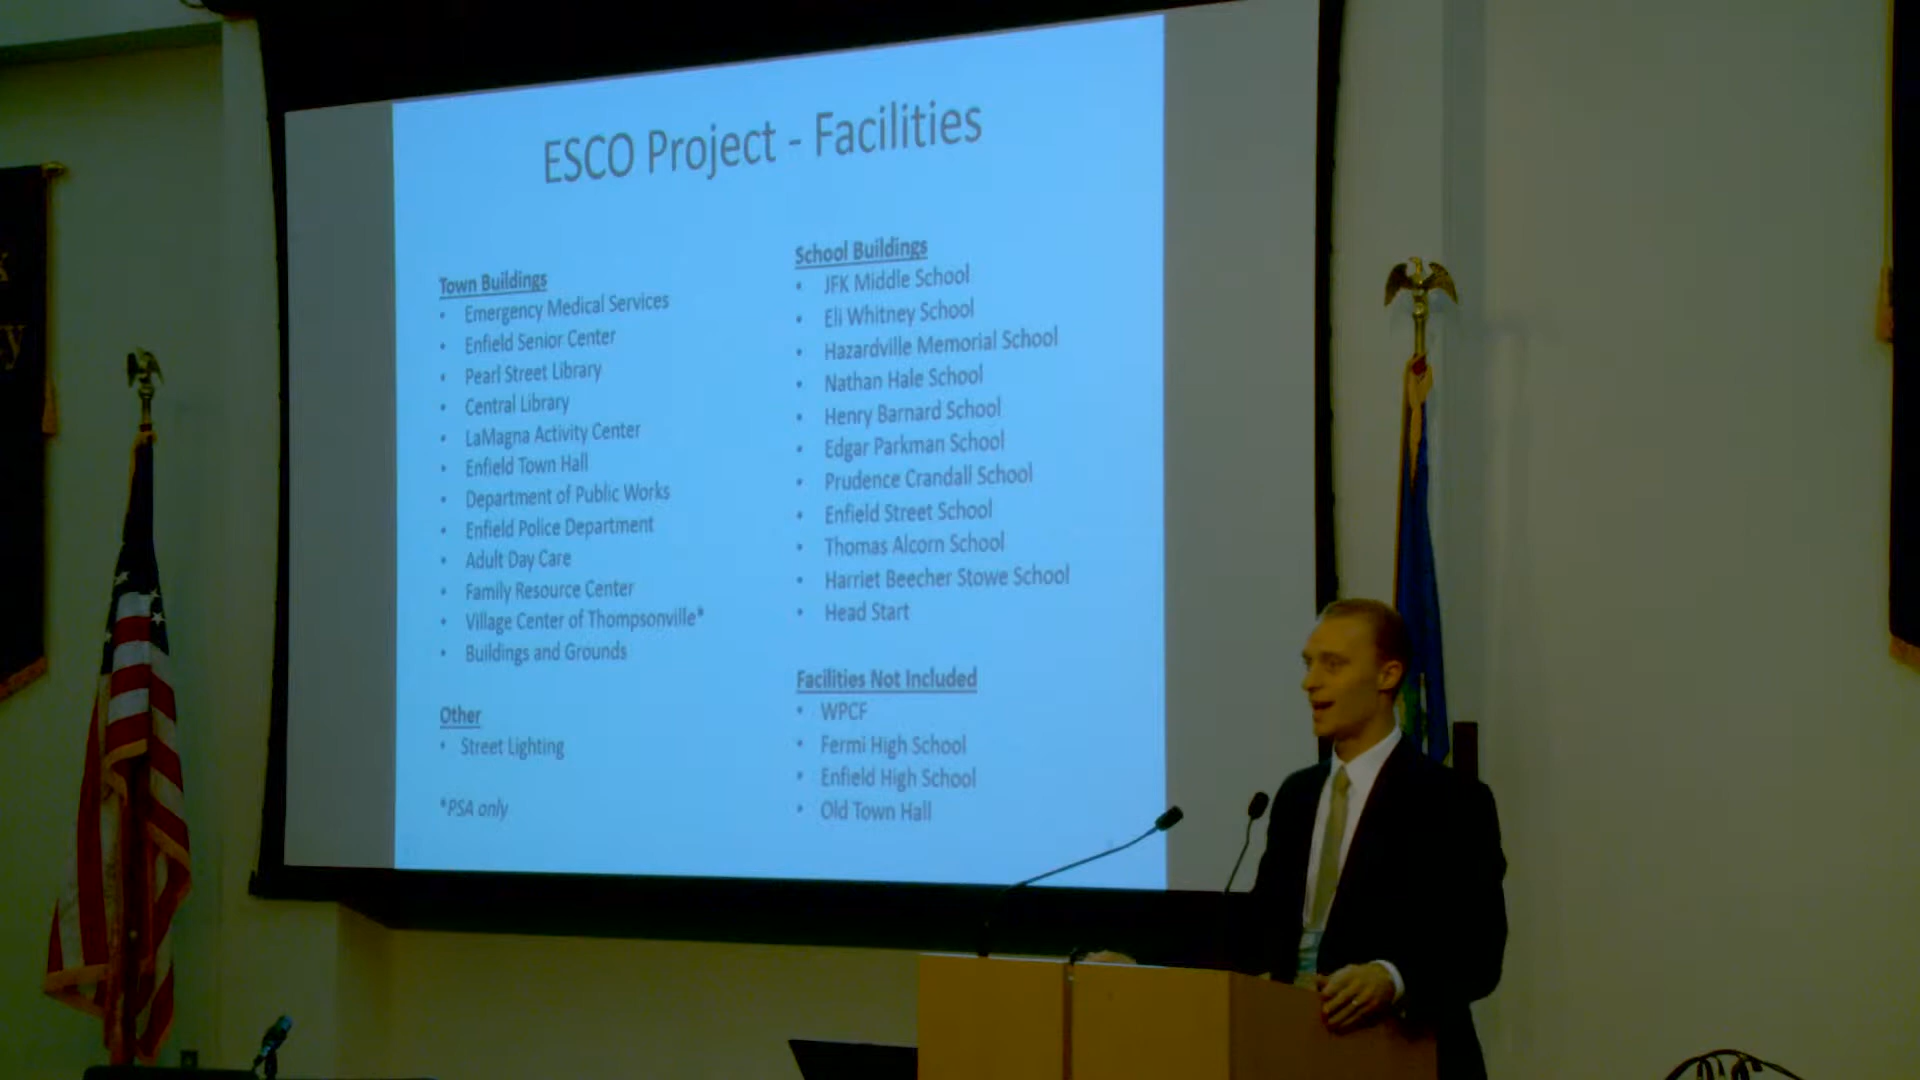 ESCO Project - Facilities
Town Buildings
• Emergency Medical Services
• Enfield Senior Center
• Pearl Street Library
• Central Library
• LaMagna Activity Center
• Enfield Town Hall
• Department of Public Works
• Enfield Police Department
• Adult Day Care
• Family Resource Center
• Village Center of Thompsonville*
• Buildings and Grounds
Other
• Street Lighting
*PSA only
School Buildings
• JFK Middle School
• Eli Whitney School
• Hazardville Memorial School
• Nathan Hale School
• Henry Barnard School
• Edgar Parkman School
• Prudence Crandall School
• Enfield Street School
• Thomas Alcorn School
• Harriet Beecher Stowe School
• Head Start
Facilities Not Included
• WPCF
• Fermi High School
• Enfield High School
• Old Town Hall